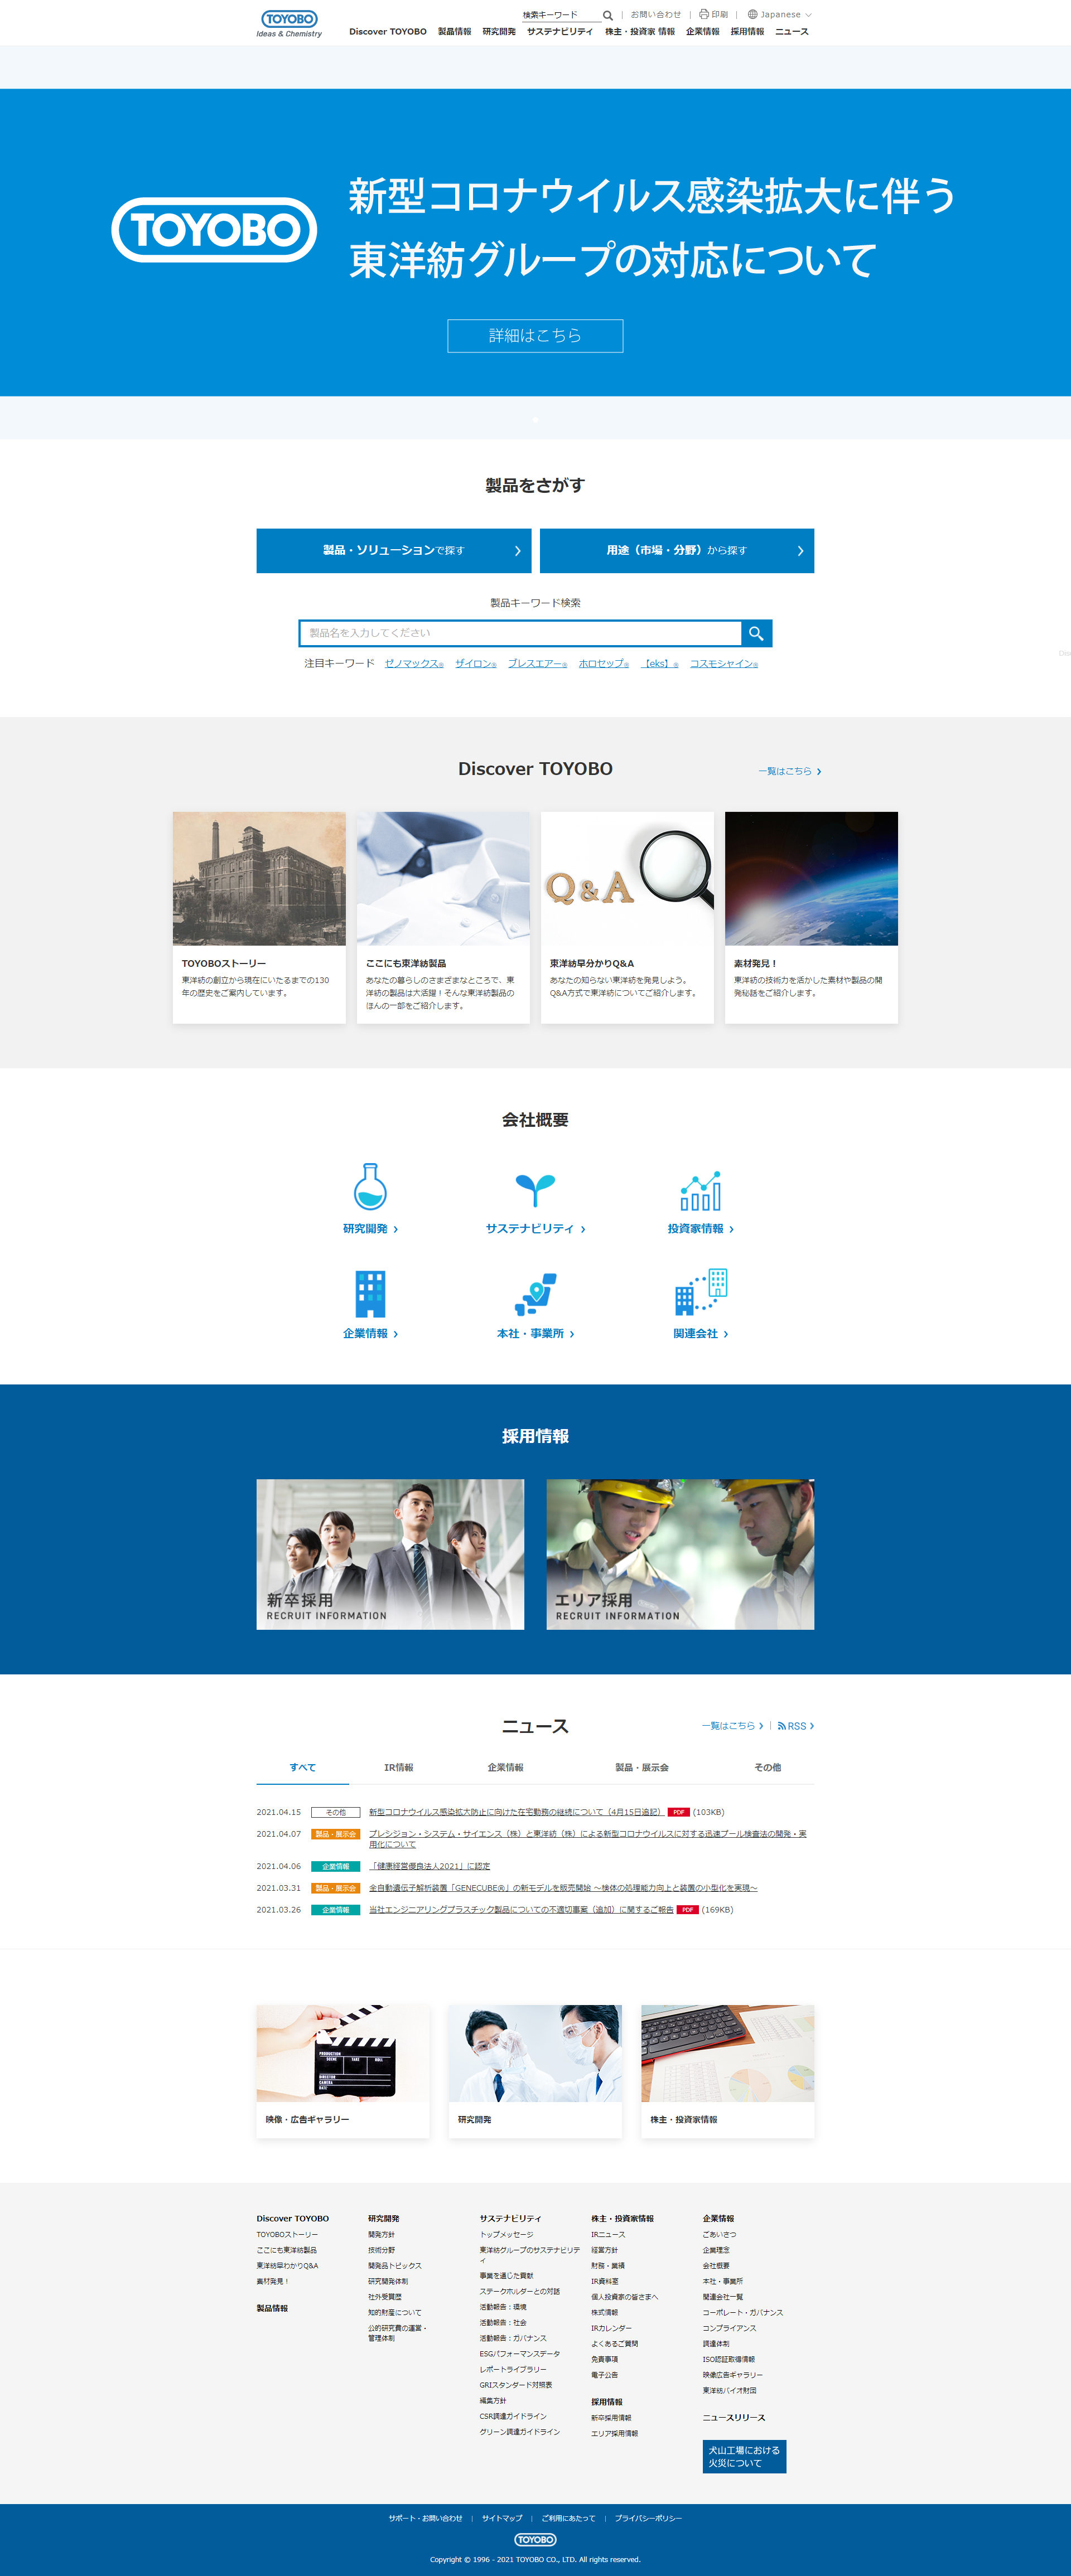 TOYOBO
Ideas & Chemistry
検索キーワード
お問い合わせ
印刷
Japanese
Discover TOYOBO 製品情報 研究開発 サステナビリティ 株主・投資家 情報 企業情報 採用情報 ニュース
TOYOBO
新型コロナウイルス感染拡大に伴う
東洋紡グループの対応について
詳細はこちら
製品をさがす
製品・ソリューションで探す
用途（市場・分野）から探す
製品キーワード検索
製品名を入力してください
注目キーワード ゼノマックス® ザイロン® ブレスエアー® ホロセップ® 【eks】® コスモシャイン®
Discover TOYOBO
一覧はこちら
Q&A
TOYOBOストーリー
東洋紡の創立から現在にいたるまでの130
年の歴史をご案内しています。
ここにも東洋紡製品
あなたの暮らしのさまざまなところで、東
洋紡の製品は大活躍！そんな東洋紡製品の
ほんの一部をご紹介します。
東洋紡早分かりQ&A
あなたの知らない東洋紡を発見しよう。
Q&A方式で東洋紡についてご紹介します。
素材発見！
東洋紡の技術力を活かした素材や製品の開
発秘話をご紹介します。
会社概要
研究開発
サステナビリティ
投資家情報
企業情報
本社・事業所
関連会社
採用情報
新卒採用
RECRUIT INFORMATION
エリア採用
RECRUIT INFORMATION
ニュース
一覧はこちら
RSS
すべて IR情報 企業情報 製品・展示会 その他
2021.04.15 その他 新型コロナウイルス感染拡大防止に向けた在宅勤務の継続について（4月15日追記） PDF (103KB)
2021.04.07 製品・展示会 プレシジョン・システム・サイエンス（株）と東洋紡（株）による新型コロナウイルスに対する迅速プール検査法の開発・実
用化について
2021.04.06 企業情報 「健康経営優良法人2021」に認定
2021.03.31 製品・展示会 全自動遺伝子解析装置「GENECUBE®」の新モデルを販売開始 ～検体の処理能力向上と装置の小型化を実現～
2021.03.26 企業情報 当社エンジニアリングプラスチック製品についての不適切事案（追加）に関するご報告 PDF (169KB)
PRODUCTION
SCENE TAKE ROLL
DIRECTOR
CAMERA
DATE
映像・広告ギャラリー
研究開発
株主・投資家情報
Discover TOYOBO
TOYOBOストーリー
ここにも東洋紡製品
東洋紡早わかりQ&A
素材発見！
製品情報
研究開発
開発方針
技術分野
開発品トピックス
研究開発体制
社外受賞歴
知的財産について
公的研究費の運営・
管理体制
サステナビリティ
トップメッセージ
東洋紡グループのサステナビリテ
ィ
事業を通じた貢献
ステークホルダーとの対話
活動報告：環境
活動報告：社会
活動報告：ガバナンス
ESGパフォーマンスデータ
レポートライブラリー
GRIスタンダード対照表
編集方針
CSR調達ガイドライン
グリーン調達ガイドライン
株主・投資家情報
IRニュース
経営方針
財務・業績
IR資料室
個人投資家の皆さまへ
株式情報
IRカレンダー
よくあるご質問
免責事項
電子公告
採用情報
新卒採用情報
エリア採用情報
企業情報
ごあいさつ
企業理念
会社概要
本社・事業所
関連会社一覧
コーポレート・ガバナンス
コンプライアンス
調達体制
ISO認証取得情報
映像広告ギャラリー
東洋紡バイオ財団
ニュースリリース
犬山工場における
火災について
サポート・お問い合わせ サイトマップ ご利用にあたって プライバシーポリシー
TOYOBO
Copyright © 1996 - 2021 TOYOBO CO., LTD. All rights reserved.